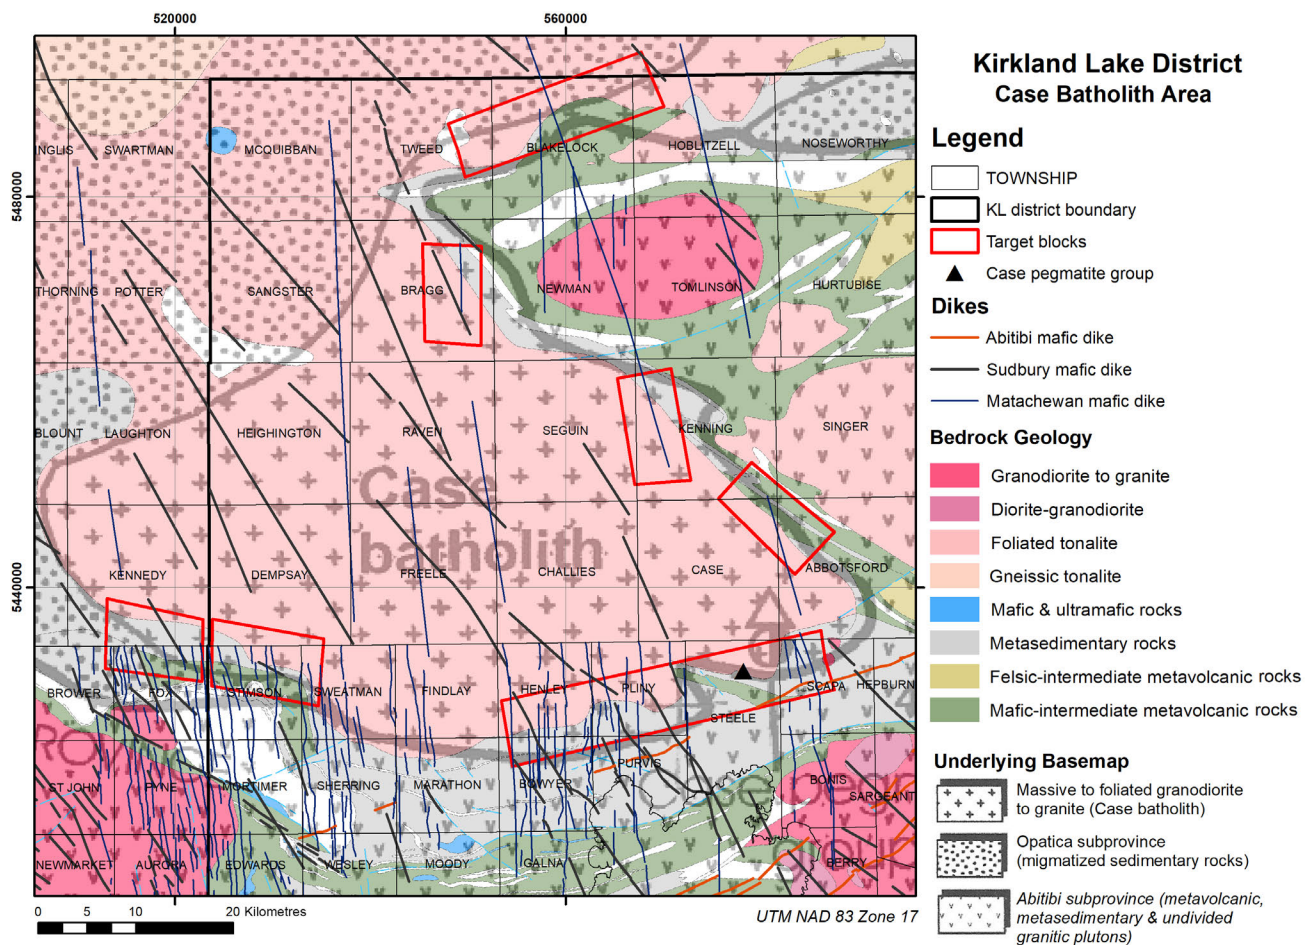 520000
560000
Kirkland Lake District
Case Batholith Area
Legend
TOWNSHIP
KL district boundary
Target blocks
Case pegmatite group
Dikes
Abitibi mafic dike
Sudbury mafic dike
Matachewan mafic dike
Bedrock Geology
Granodiorite to granite
Diorite-granodiorite
Foliated tonalite
Gneissic tonalite
Mafic & ultramafic rocks
Metasedimentary rocks
Felsic-intermediate metavolcanic rocks
Mafic-intermediate metavolcanic rocks
Underlying Basemap
Massive to foliated granodiorite
to granite (Case batholith)
Opatica subprovince
(migmatized sedimentary rocks)
Abitibi subprovince (metavolcanic,
metasedimentary & undivided
granitic plutons)
NGLIS SWARTMAN MCQUIBBAN TWEED BLAKELOCK HOBLITZELL NOSEWORTHY
5480000
5480000
THORNING POTTER SANGSTER BRAGG NEWMAN TOMLINSON HURTUBISE
BLOUNT LAUGHTON HEIGHINGTON RAVEN SEGUIN KENNING SINGER
Case
batholith
KENNEDY DEMPSAY FREELE CHALLIES CASE ABBOTSFORD
5440000
5440000
BROWER FOX STIMSON SWEATMAN FINDLAY HENLEY PLINY STEELE SCAPA HEPBURN
ST JOHN PYNE MORTIMER SHERRING MARATHON BOWYER PURVIS BONIS SARGEANT
NEWMARKET AURORA EDWARDS WESLEY MOODY GALNA BERRY
520000
560000
0 5 10 20 Kilometres
UTM NAD 83 Zone 17